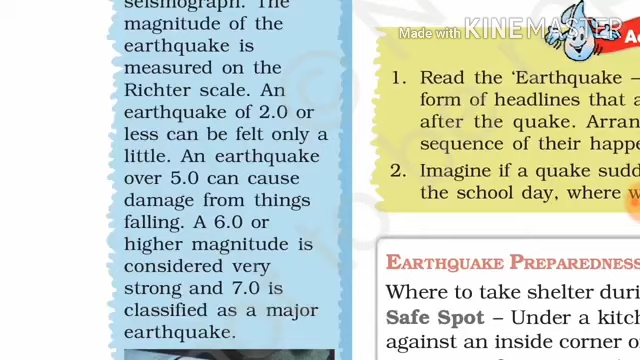 seismograph. The
magnitude of the
earthquake is
measured on the
Richter scale. An
earthquake of 2.0 or
less can be felt only a
little. An earthquake
over 5.0 can cause
damage from things
falling. A 6.0 or
higher magnitude is
considered very
strong and 7.0 is
classified as a major
earthquake.
Made with KINEMASTER
1. Read the ‘Earthquake –
form of headlines that a
after the quake. Arran
sequence of their happe
2. Imagine if a quake sudd
the school day, where w
EARTHQUAKE PREPAREDNESS
Where to take shelter duri
Safe Spot – Under a kitch
against an inside corner o